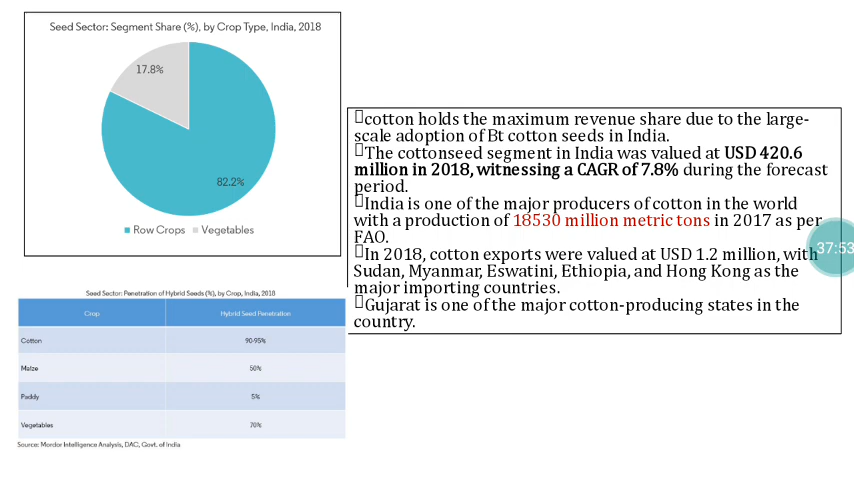 Seed Sector: Segment Share (%), by Crop Type, India, 2018
17.8%
82.2%
Row Crops Vegetables
cotton holds the maximum revenue share due to the large-
scale adoption of Bt cotton seeds in India.
The cottonseed segment in India was valued at USD 420.6
million in 2018, witnessing a CAGR of 7.8% during the forecast
period.
India is one of the major producers of cotton in the world
with a production of 18530 million metric tons in 2017 as per
FAO.
In 2018, cotton exports were valued at USD 1.2 million, with
Sudan, Myanmar, Eswatini, Ethiopia, and Hong Kong as the
major importing countries.
Gujarat is one of the major cotton-producing states in the
country.
37:53
Seed Sector: Penetration of Hybrid Seeds (%), by Crop, India, 2018
Crop Hybrid Seed Penetration
Cotton 90-95%
Maize 50%
Paddy 5%
Vegetables 70%
Source: Mordor Intelligence Analysis, DAC, Govt. of India